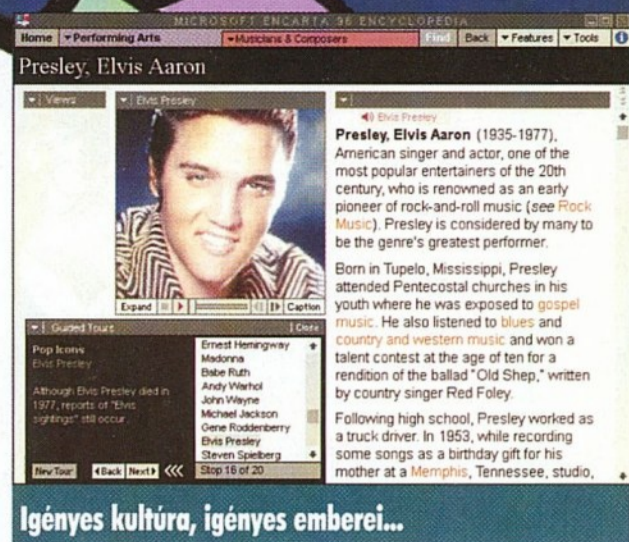 MICROSOFT ENCARTA 96 ENCYCLOPEDIA
Home Performing Arts Musicians & Composers Find Back Features Tools
Presley, Elvis Aaron
Views
Elvis Presley
Expand Caption
Guided Tours Close
Pop Icons
Elvis Presley
Although Elvis Presley died in
1977, reports of "Elvis
sightings" still occur.
Ernest Hemingway
Madonna
Babe Ruth
Andy Warhol
John Wayne
Michael Jackson
Gene Roddenberry
Elvis Presley
Steven Spielberg
New Tour Back Next Stop 16 of 20
Elvis Presley
Presley, Elvis Aaron (1935-1977),
American singer and actor, one of the
most popular entertainers of the 20th
century, who is renowned as an early
pioneer of rock-and-roll music (see Rock
Music). Presley is considered by many to
be the genre's greatest performer.
Born in Tupelo, Mississippi, Presley
attended Pentecostal churches in his
youth where he was exposed to gospel
music. He also listened to blues and
country and western music and won a
talent contest at the age of ten for a
rendition of the ballad "Old Shep," written
by country singer Red Foley.
Following high school, Presley worked as
a truck driver. In 1953, while recording
some songs as a birthday gift for his
mother at a Memphis, Tennessee, studio,
Igényes kultúra, igényes emberei...